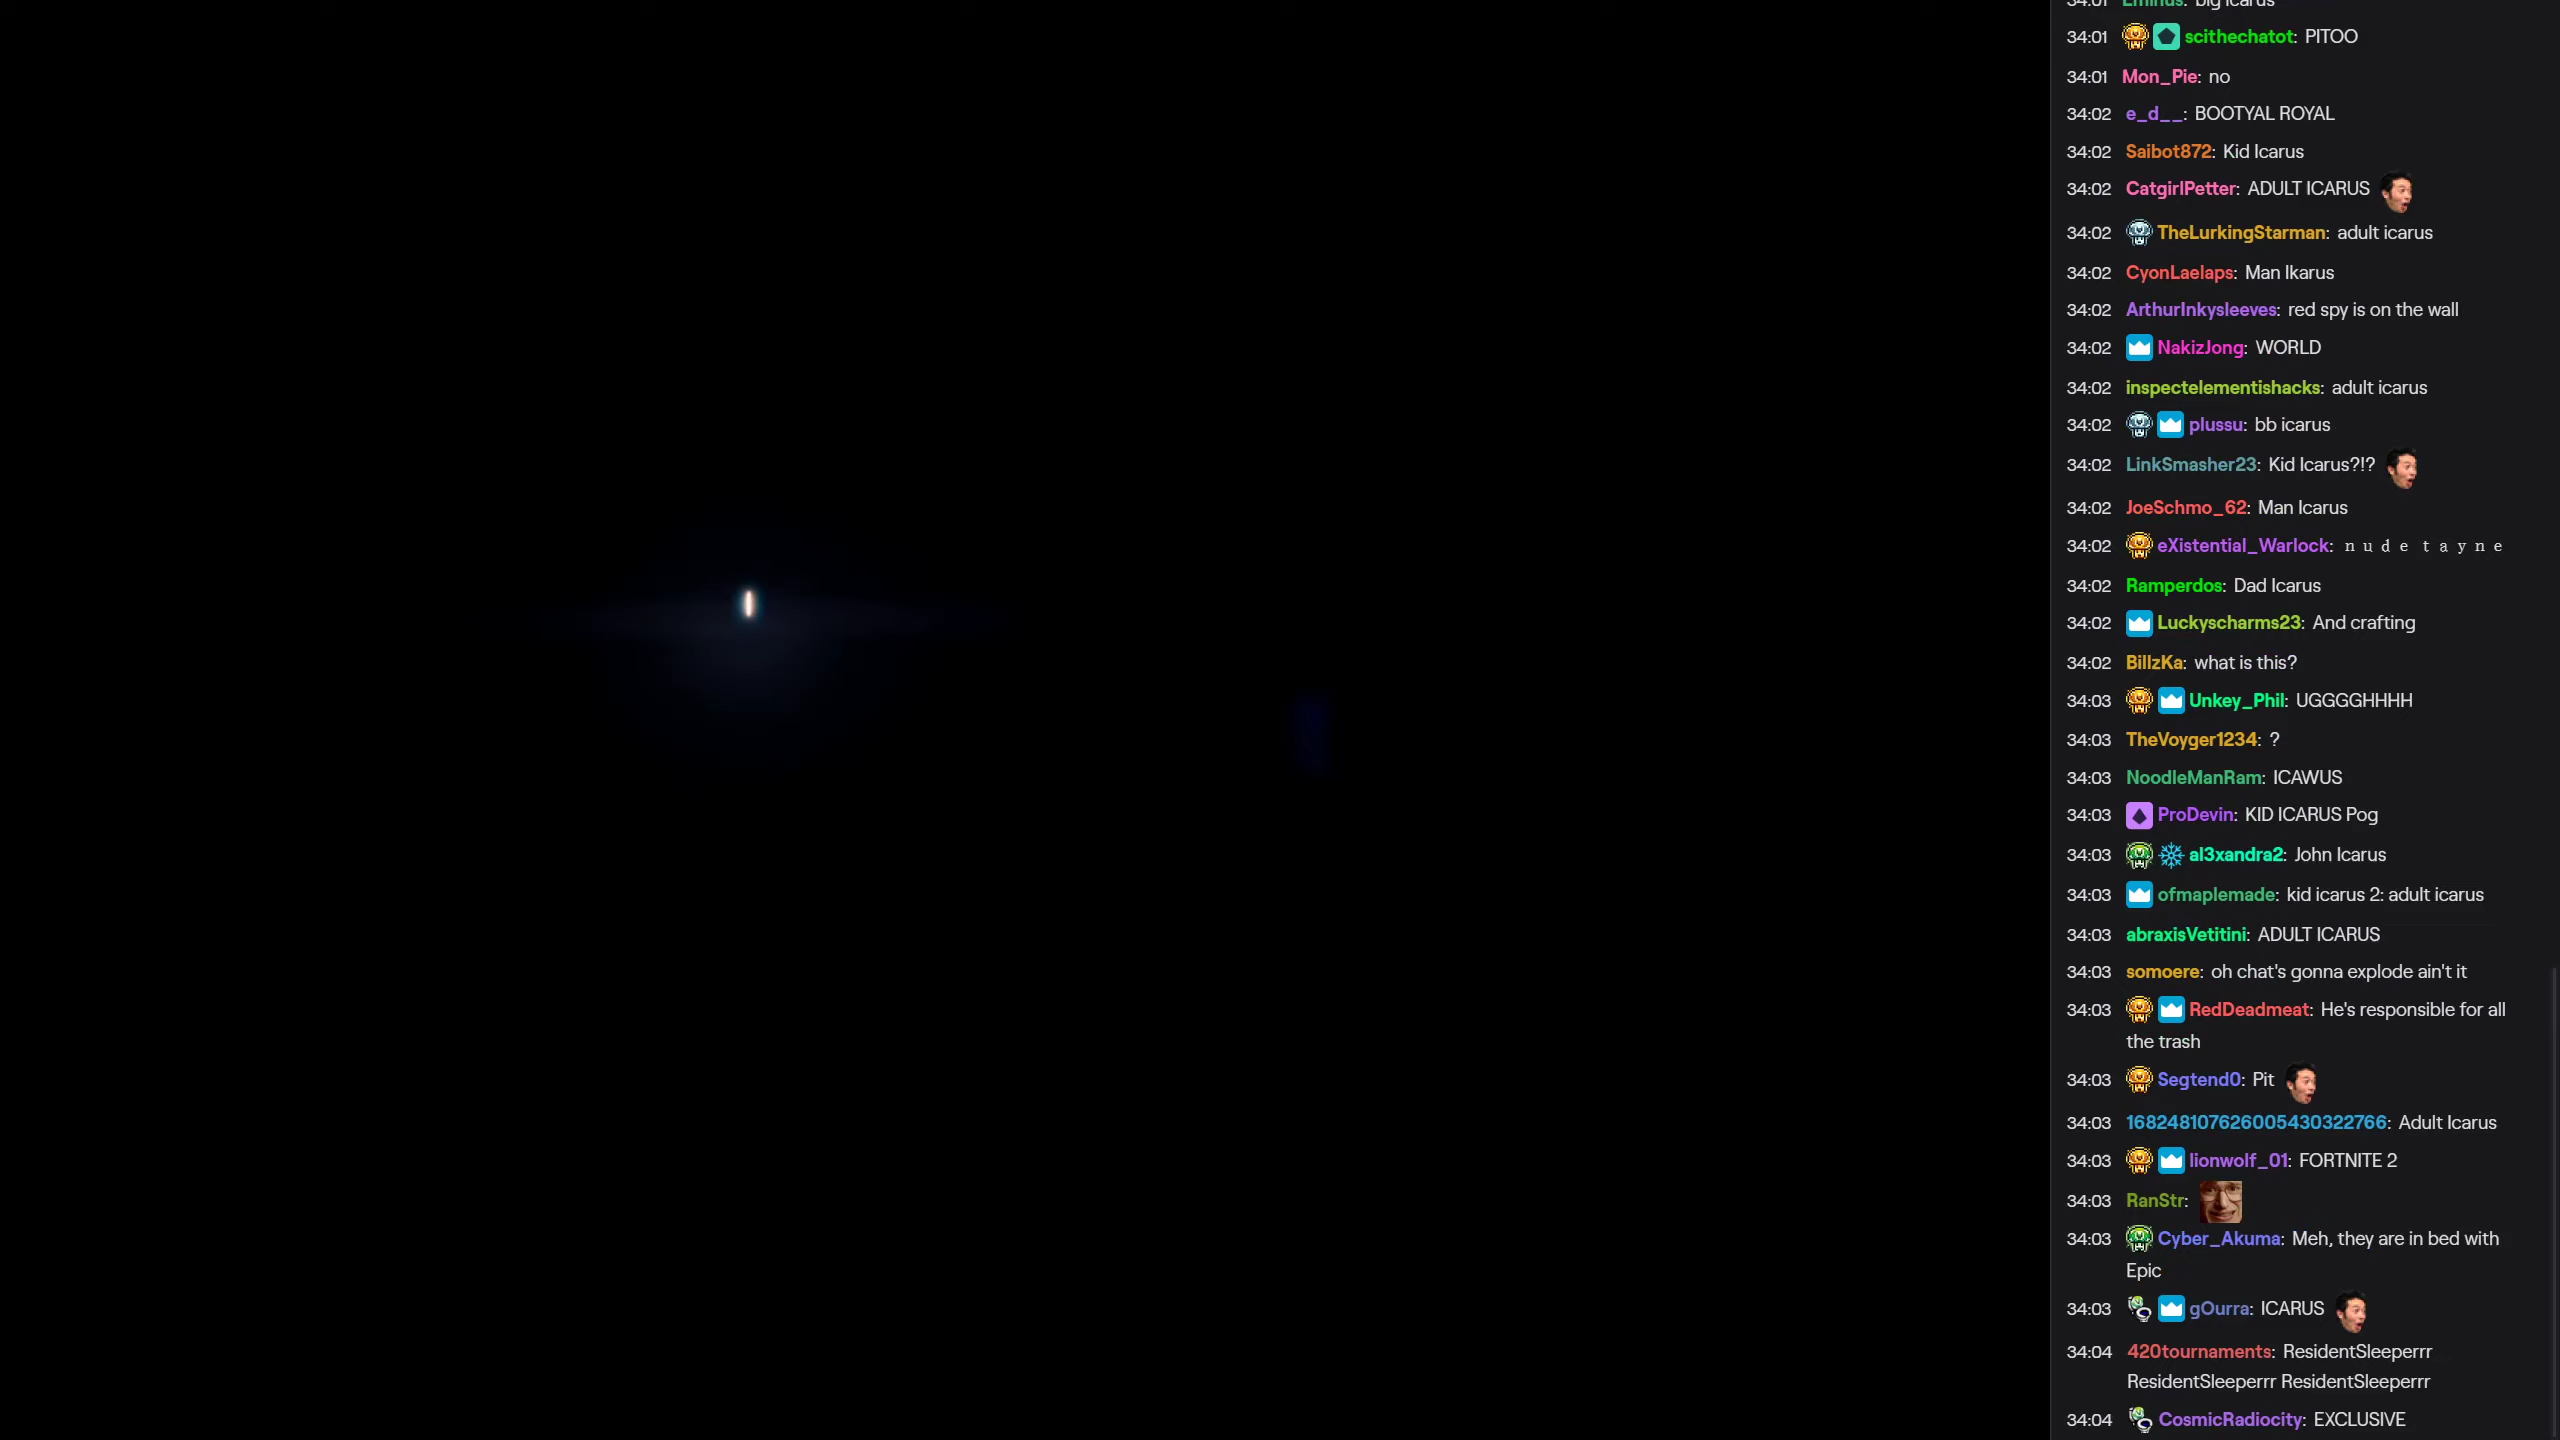 34:01 Eminus: big Icarus
34:01 scithechatot: PITOO
34:01 Mon_Pie: no
34:02 e_d__: BOOTYAL ROYAL
34:02 Saibot872: Kid Icarus
34:02 CatgirlPetter: ADULT ICARUS
34:02 TheLurkingStarman: adult icarus
34:02 CyonLaelaps: Man Ikarus
34:02 ArthurInkysleeves: red spy is on the wall
34:02 NakizJong: WORLD
34:02 inspectelementishacks: adult icarus
34:02 plussu: bb icarus
34:02 LinkSmasher23: Kid Icarus?!?
34:02 JoeSchmo_62: Man Icarus
34:02 eXistential_Warlock: n u d e  t a y n e
34:02 Ramperdos: Dad Icarus
34:02 Luckyscharms23: And crafting
34:02 BillzKa: what is this?
34:03 Unkey_Phil: UGGGGHHHH
34:03 TheVoyger1234: ?
34:03 NoodleManRam: ICAWUS
34:03 ProDevin: KID ICARUS Pog
34:03 al3xandra2: John Icarus
34:03 ofmaplemade: kid icarus 2: adult icarus
34:03 abraxisVetitini: ADULT ICARUS
34:03 somoere: oh chat's gonna explode ain't it
34:03 RedDeadmeat: He's responsible for all
the trash
34:03 Segtend0: Pit
34:03 168248107626005430322766: Adult Icarus
34:03 lionwolf_01: FORTNITE 2
34:03 RanStr:
34:03 Cyber_Akuma: Meh, they are in bed with
Epic
34:03 gOurra: ICARUS
34:04 420tournaments: ResidentSleeperrr
ResidentSleeperrr ResidentSleeperrr
34:04 CosmicRadiocity: EXCLUSIVE